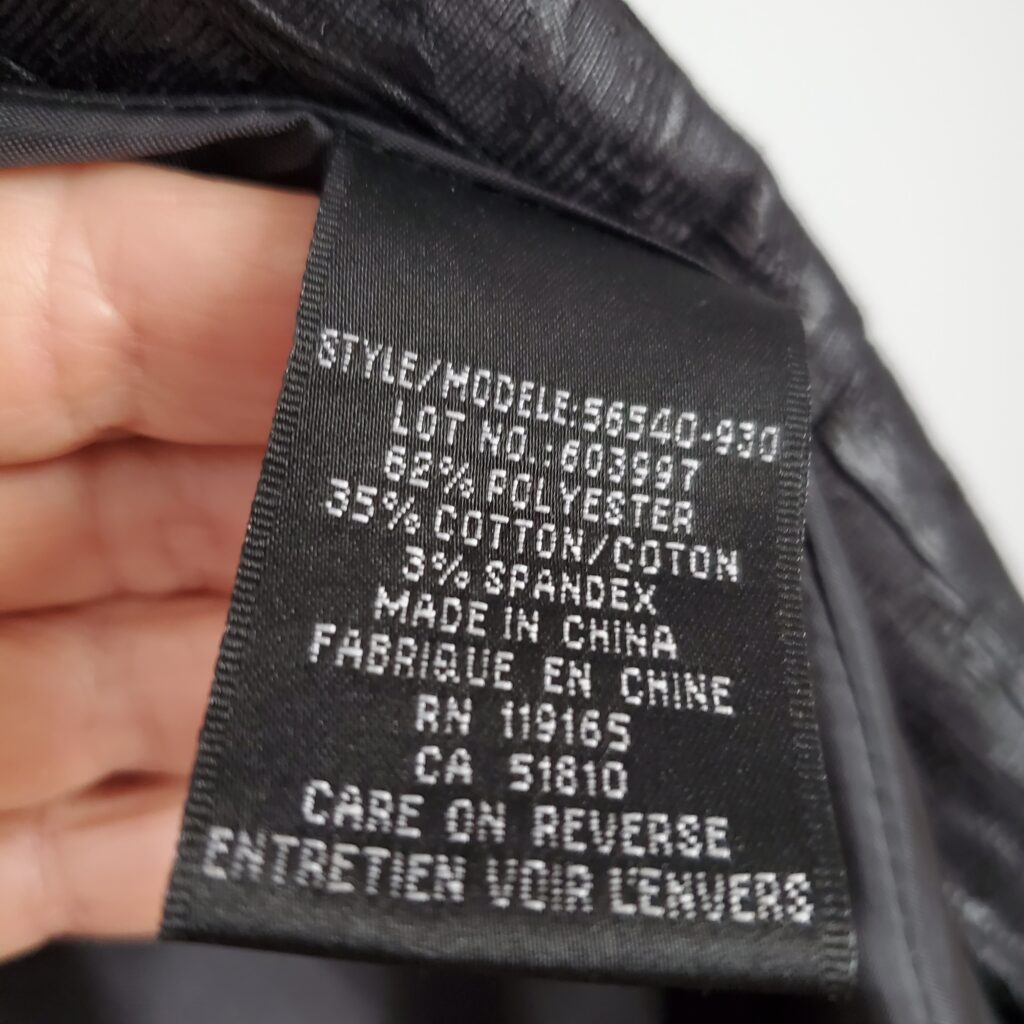 STYLE/MODELE:56540-930
LOT NO.:603997
62% POLYESTER
35% COTTON/COTON
3% SPANDEX
MADE IN CHINA
FABRIQUE EN CHINE
RN 119165
CA 51810
CARE ON REVERSE
ENTRETIEN VOIR L'ENVERS